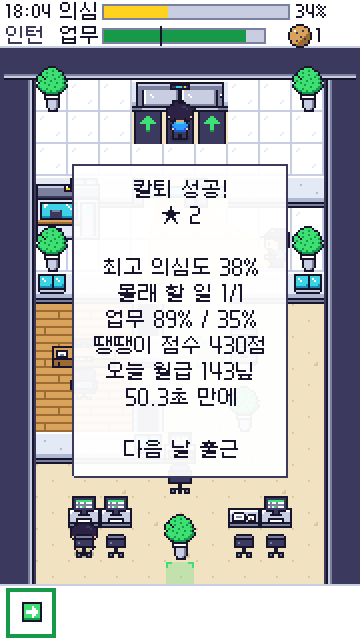 18:04 의심 34%
인턴 업무 1
칼퇴 성공!
★ 2
최고 의심도 38%
몰래 할 일 1/1
업무 89% / 35%
땡땡이 점수 430점
오늘 월급 143닢
50.3초 만에
다음 날 출근